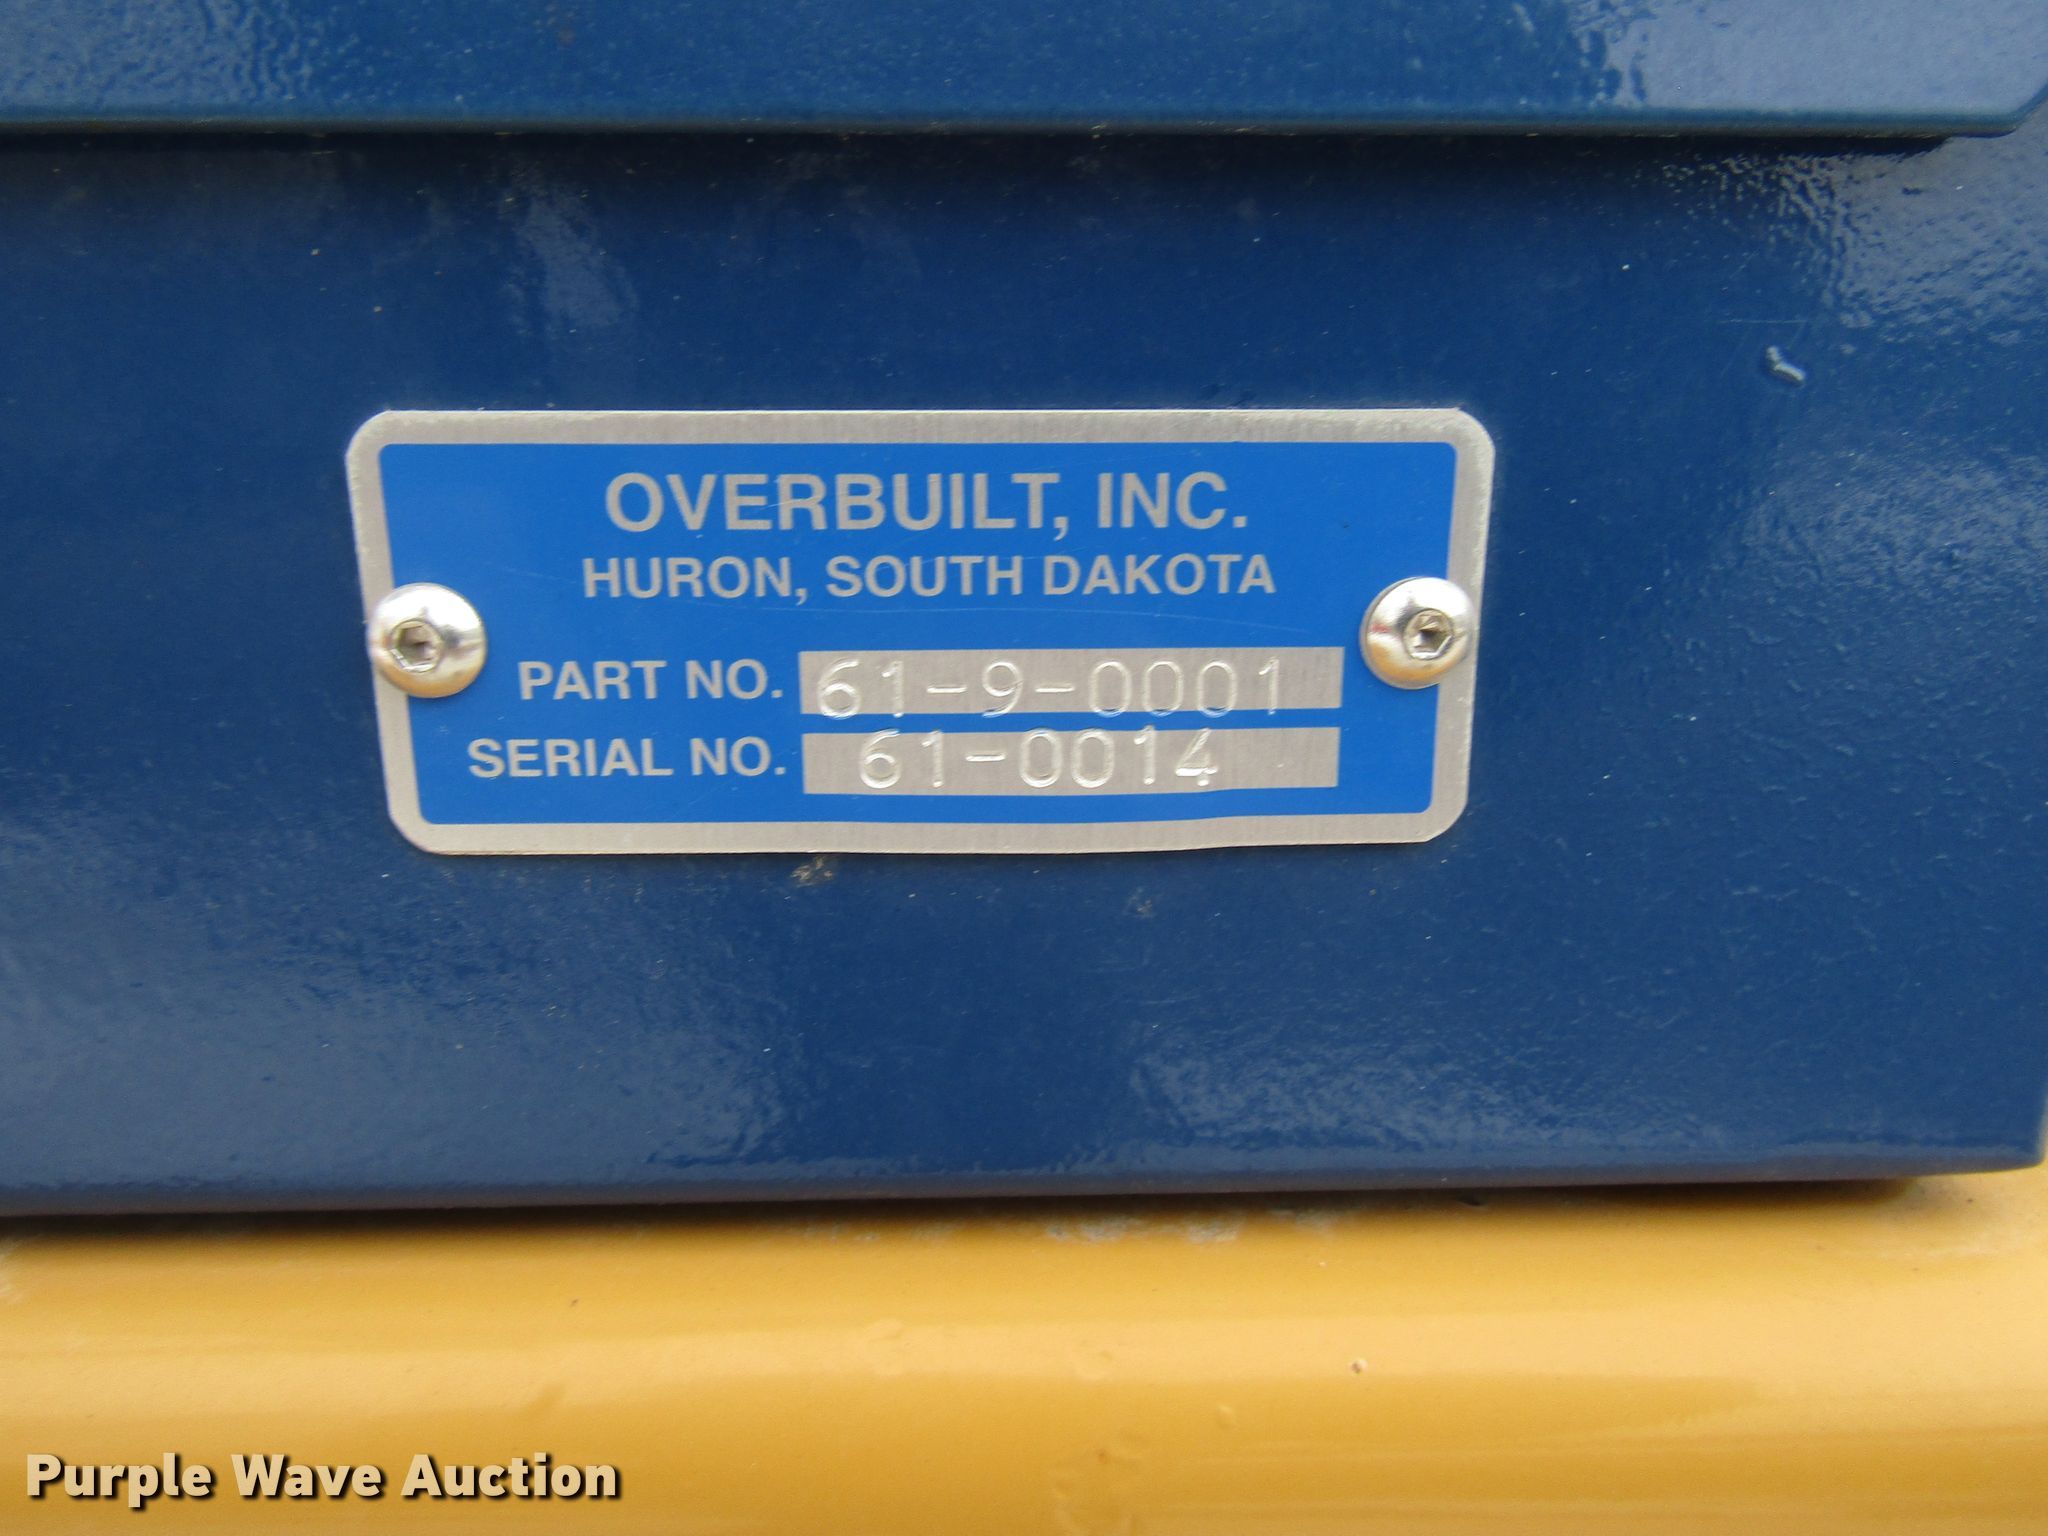 OVERBUILT, INC.
HURON, SOUTH DAKOTA
PART NO. 61-9-0001
SERIAL NO. 61-0014
Purple Wave Auction